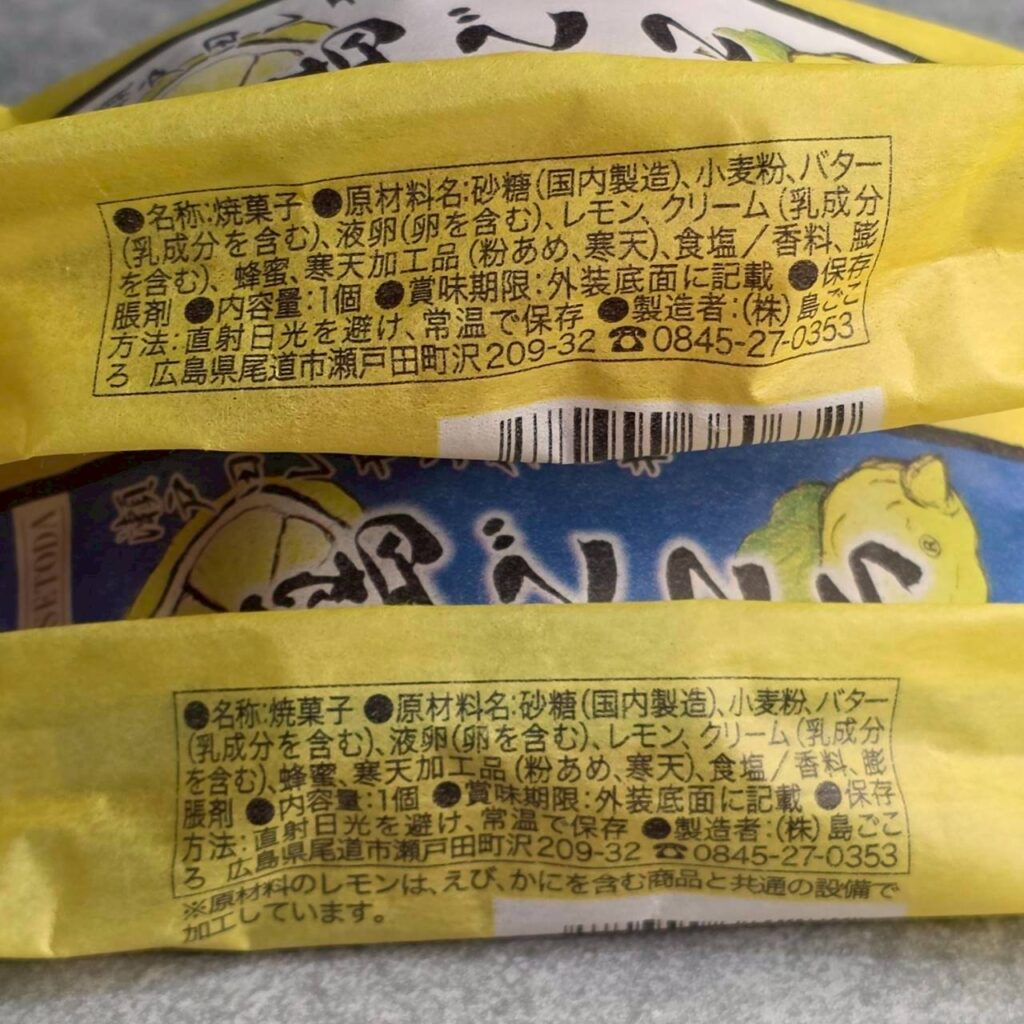 島ごころ
●名称:焼菓子 ●原材料名:砂糖(国内製造)、小麦粉、バター
(乳成分を含む)、液卵(卵を含む)、レモン、クリーム(乳成分
を含む)、蜂蜜、寒天加工品(粉あめ、寒天)、食塩/香料、膨
脹剤 ●内容量:1個 ●賞味期限:外装底面に記載 ●保存
方法:直射日光を避け、常温で保存 ●製造者:(株)島ごこ
ろ 広島県尾道市瀬戸田町沢209-32 ☎0845-27-0353
SETODA
島ごころ
®
●名称:焼菓子 ●原材料名:砂糖(国内製造)、小麦粉、バター
(乳成分を含む)、液卵(卵を含む)、レモン、クリーム(乳成分
を含む)、蜂蜜、寒天加工品(粉あめ、寒天)、食塩/香料、膨
脹剤 ●内容量:1個 ●賞味期限:外装底面に記載 ●保存
方法:直射日光を避け、常温で保存 ●製造者:(株)島ごこ
ろ 広島県尾道市瀬戸田町沢209-32 ☎0845-27-0353
※原材料のレモンは、えび、かにを含む商品と共通の設備で
加工しています。